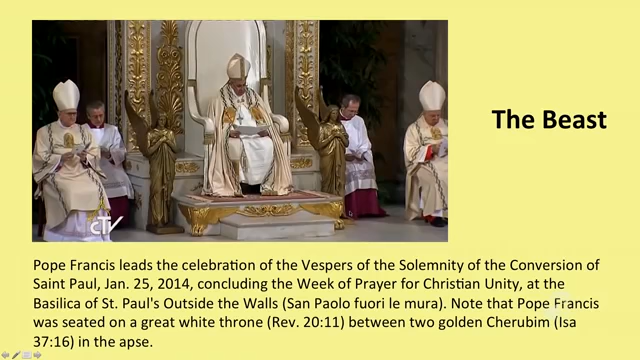 The Beast
cTV
Pope Francis leads the celebration of the Vespers of the Solemnity of the Conversion of
Saint Paul, Jan. 25, 2014, concluding the Week of Prayer for Christian Unity, at the
Basilica of St. Paul's Outside the Walls (San Paolo fuori le mura). Note that Pope Francis
was seated on a great white throne (Rev. 20:11) between two golden Cherubim (Isa
37:16) in the apse.